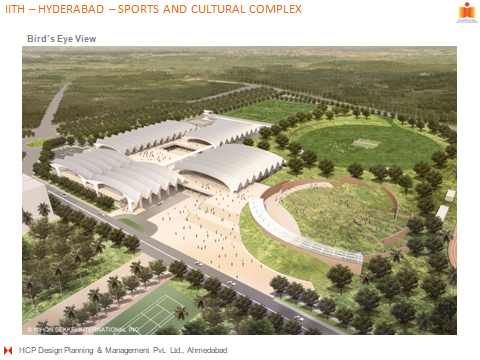 IITH – HYDERABAD – SPORTS AND CULTURAL COMPLEX
Bird's Eye View
© NIHON SEKKEI INTERNATIONAL INC.
HCP Design Planning & Management Pvt. Ltd., Ahmedabad